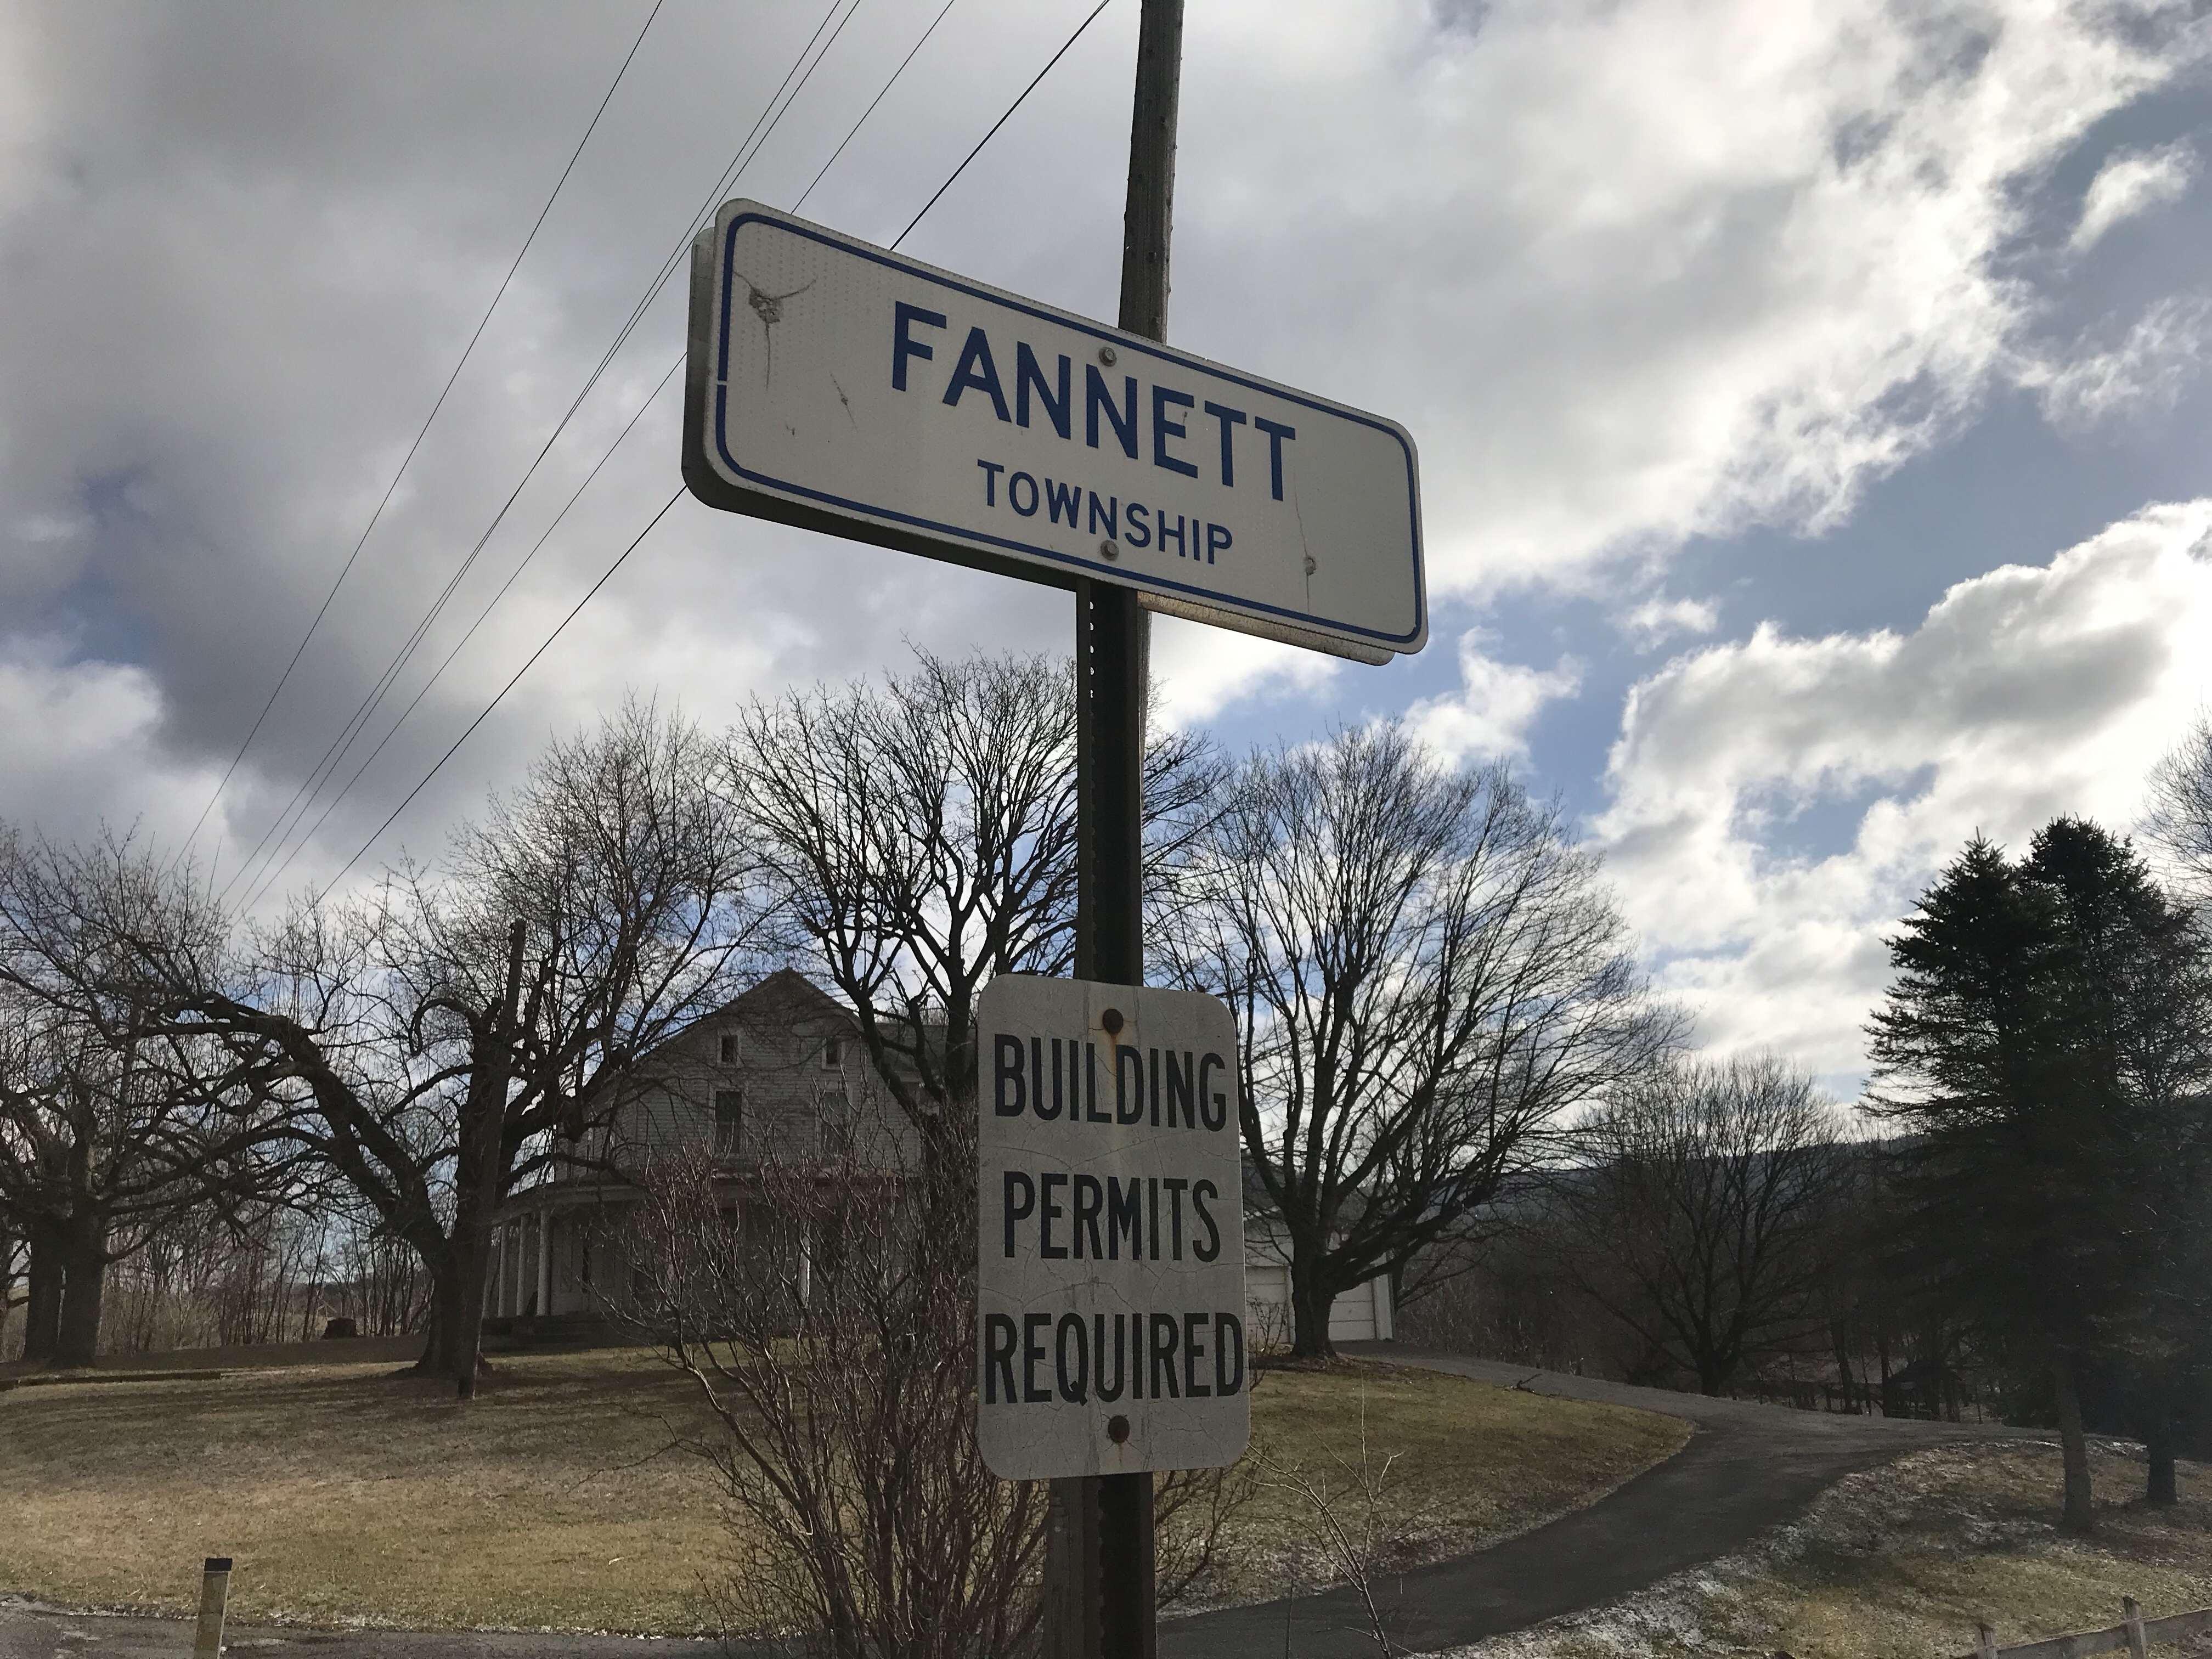 FANNETT
TOWNSHIP
BUILDING
PERMITS
REQUIRED